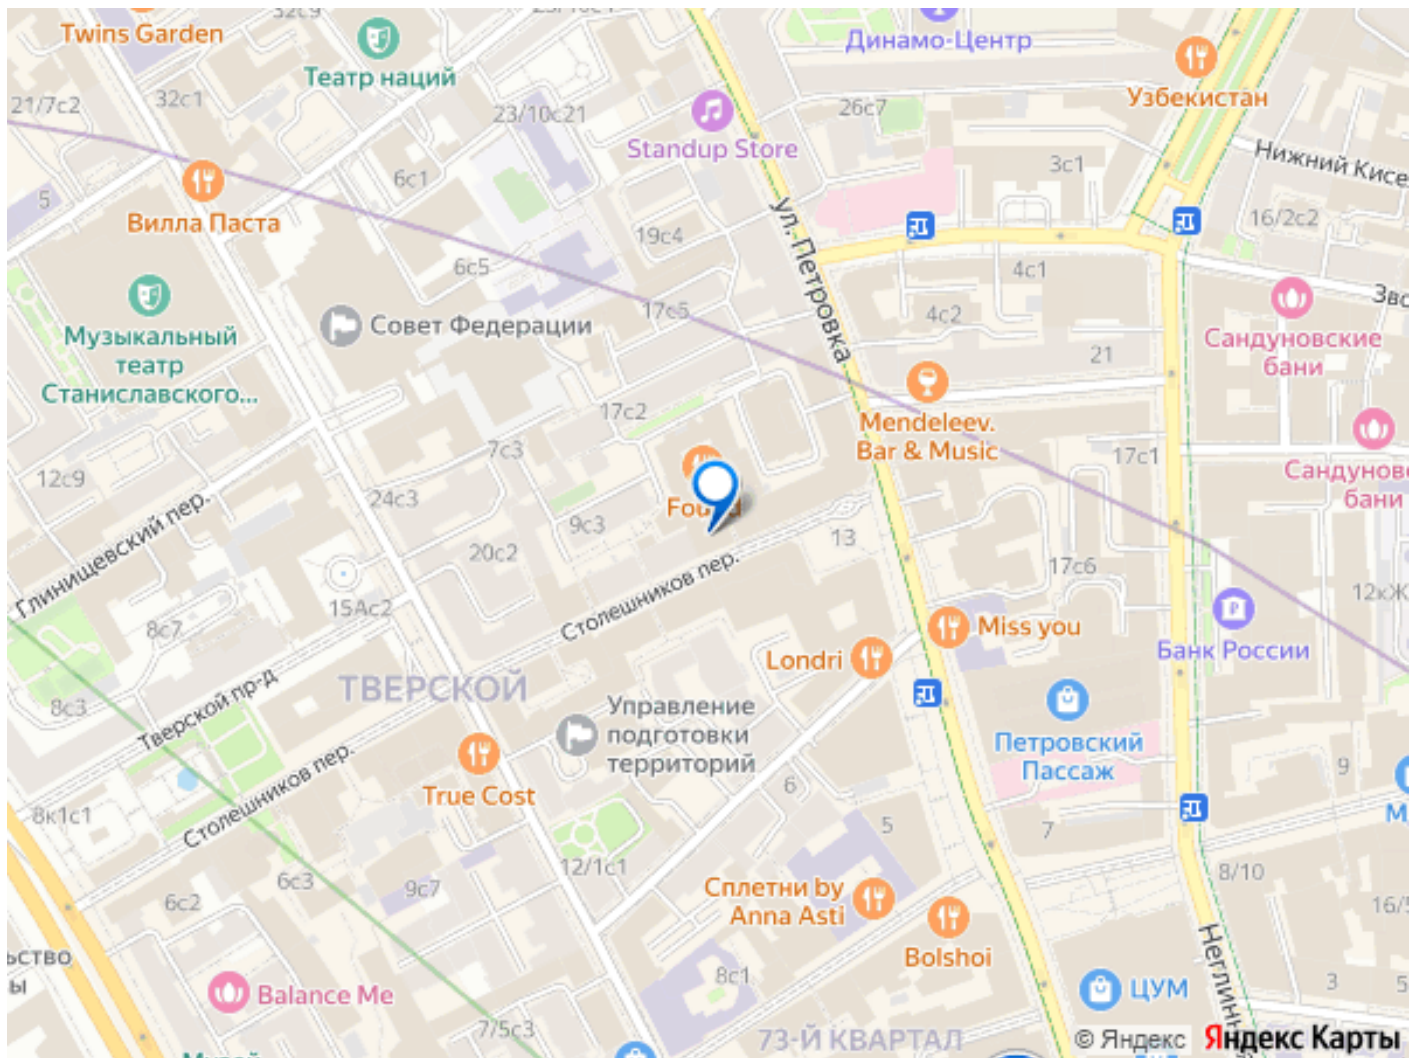 Twins Garden
32с9
23/10с1
Динамо-Центр
Театр наций
Узбекистан
21/7с2
32с1
23/10с21
26с7
Standup Store
Нижний Кисе
3с1
6с1
5
Вилла Паста
ул. Петровка
16/2с2
19с4
6с5
4с1
Зво
17с5
Совет Федерации
4с2
Музыкальный
театр
Станиславского...
Сандуновские
бани
21
17с2
Mendeleev.
Bar & Music
7с3
17с1
12с9
Сандуновс
бани
24с3
9с3
13
Глинищевский пер.
20с2
Столешников пер.
17с6
15Ас2
12кЖ
8с7
Miss you
Банк России
Londri
ТВЕРСКОЙ
8с3
Тверской пр-д
Управление
подготовки
территорий
Петровский
Пассаж
Столешников пер.
True Cost
6
9
8к1с1
М
5
7
12/1с1
8/10
6с3
9с7
6с2
Сплетни by
Anna Asti
16/5
Bolshoi
Неглинн
ьство
ы
8с1
ЦУМ
3
5
Balance Me
7/5с3
73-Й КВАРТАЛ
© Яндекс Яндекс Карты